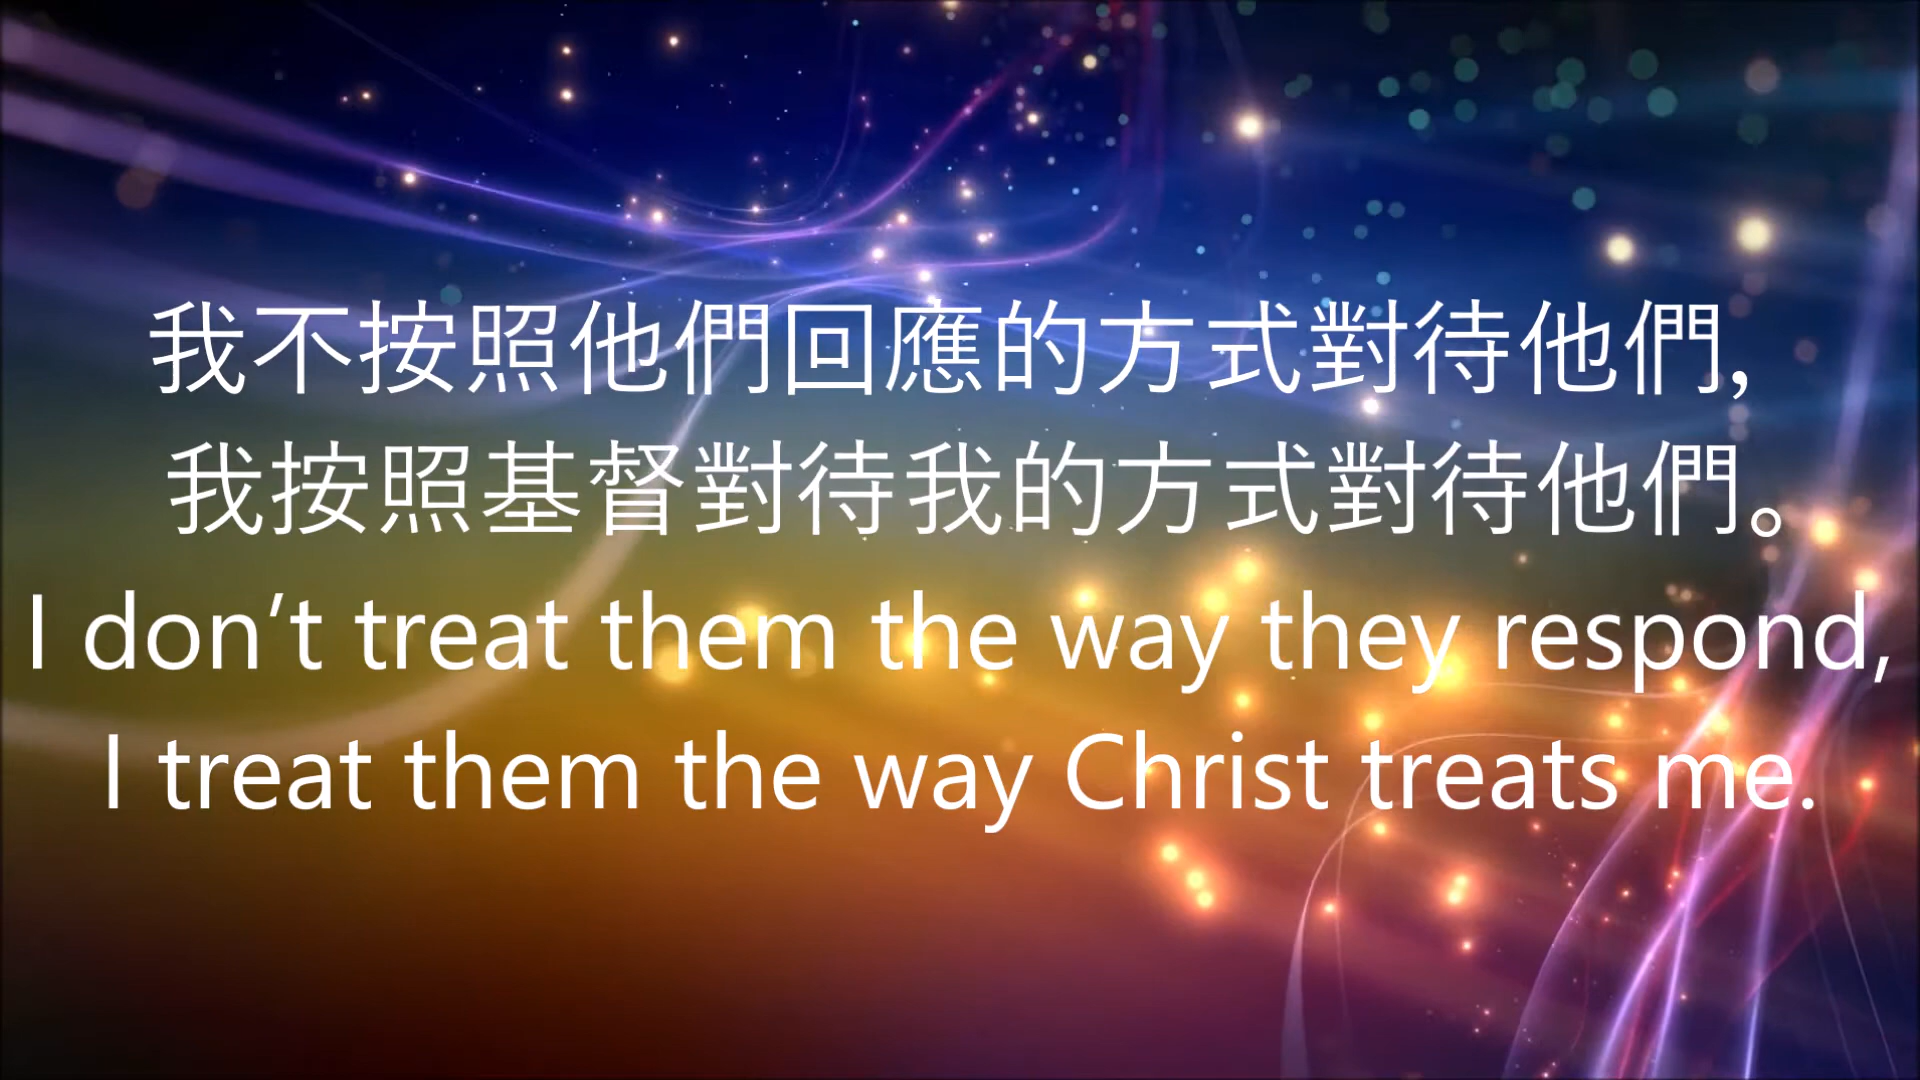 我不按照他們回應的方式對待他們,
我按照基督對待我的方式對待他們。
I don’t treat them the way they respond,
I treat them the way Christ treats me.